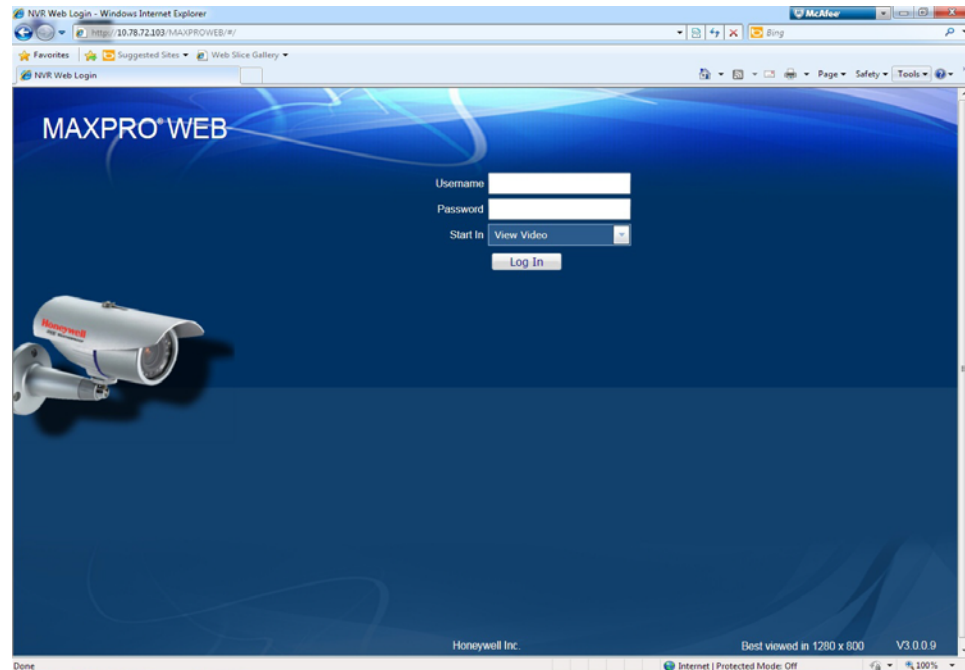 NVR Web Login - Windows Internet Explorer
McAfee
http://10.78.72.103/MAXPROWEB/#/
Bing
Favorites Suggested Sites Web Slice Gallery
NVR Web Login
Page Safety Tools
MAXPRO® WEB
Username
Password
Start In View Video
Log In
Honeywell
Honeywell Inc.
Best viewed in 1280 x 800 V3.0.0.9
Done
Internet | Protected Mode: Off
100%